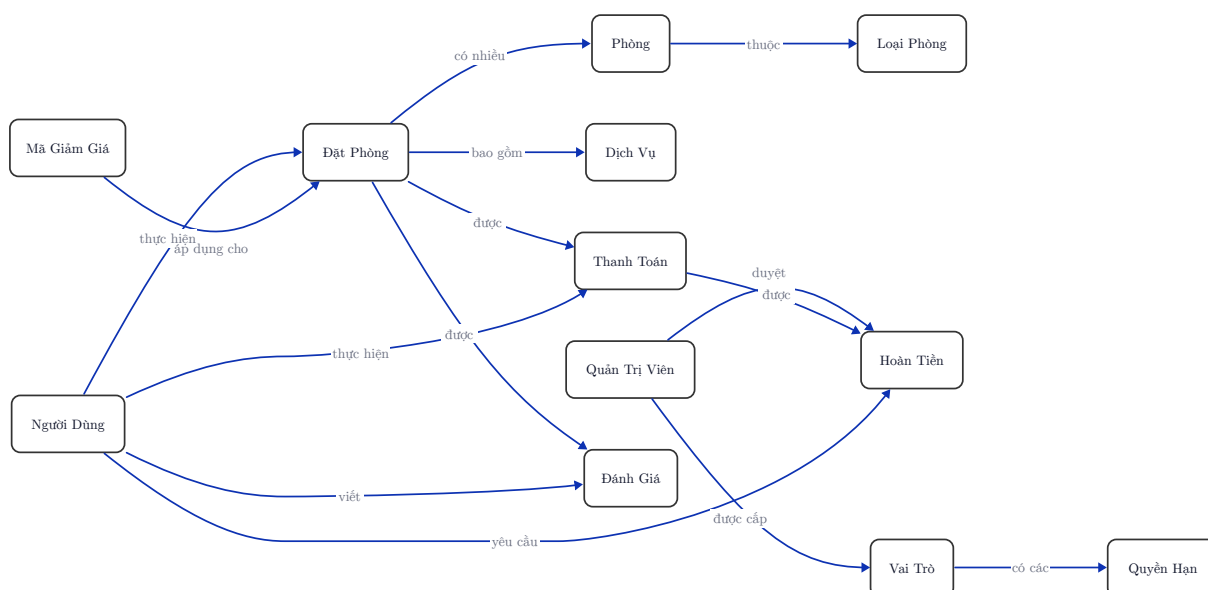 Phòng
thuộc
Loại Phòng
có nhiều
Mã Giảm Giá
Đặt Phòng
bao gồm
Dịch Vụ
được
thực hiện
áp dụng cho
Thanh Toán
duyệt
được
được
thực hiện
Quản Trị Viên
Hoàn Tiền
Người Dùng
Đánh Giá
viết
được cấp
yêu cầu
Vai Trò
có các
Quyền Hạn